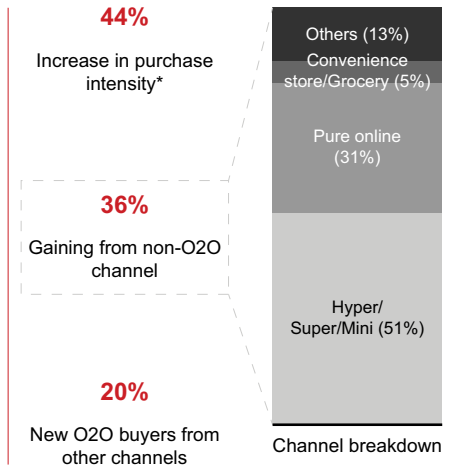 44%
Increase in purchase
intensity*
36%
Gaining from non-O2O
channel
20%
New O2O buyers from
other channels
Others (13%)
Convenience
store/Grocery (5%)
Pure online
(31%)
Hyper/
Super/Mini (51%)
Channel breakdown